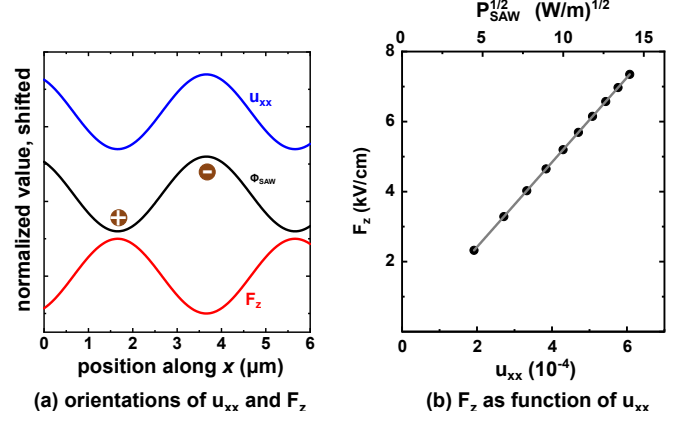 normalized value, shifted
u_xx
Φ_SAW
+
-
F_z
0 1 2 3 4 5 6
position along x (µm)
(a) orientations of u_xx and F_z
P_SAW^1/2 (W/m)^1/2
0 5 10 15
8
6
4
2
F_z (kV/cm)
0 2 4 6
u_xx (10^-4)
(b) F_z as function of u_xx